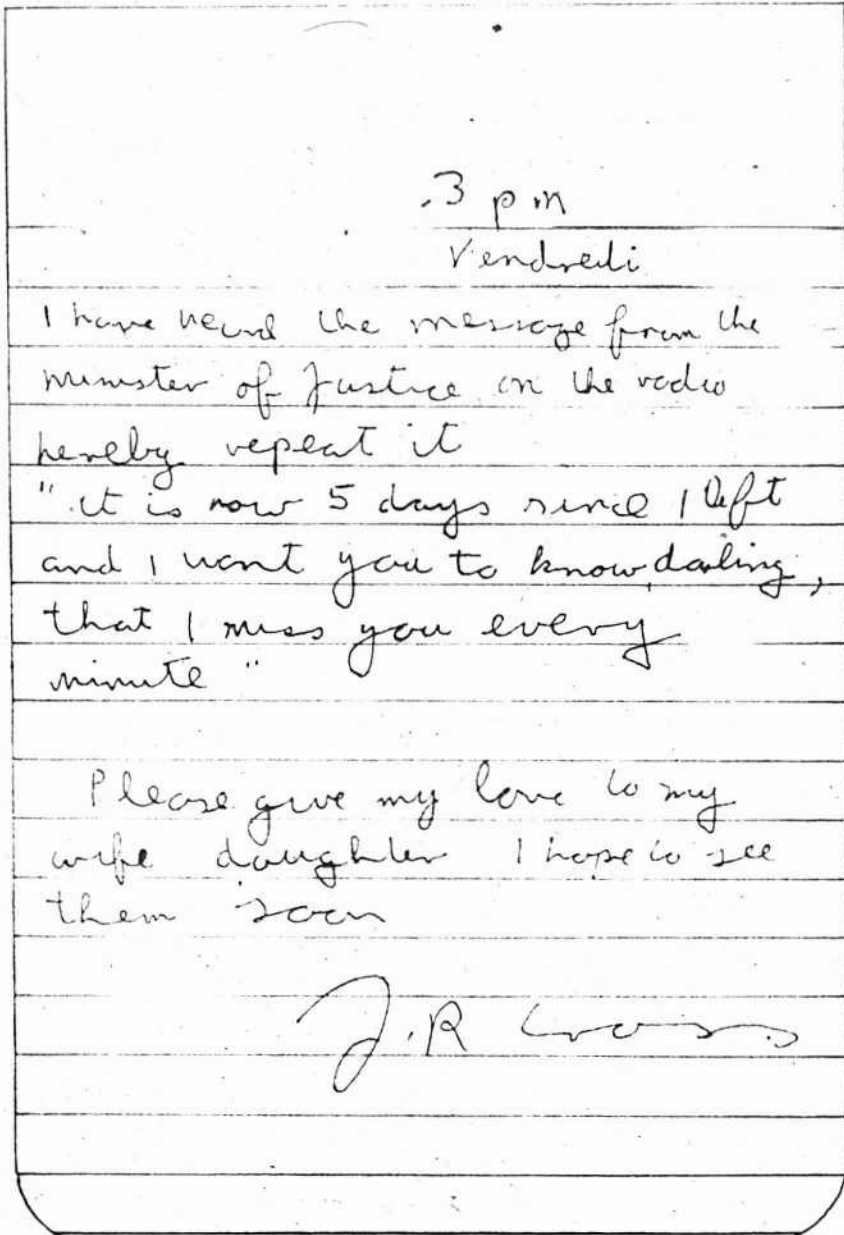 3 pm
Vendredi
I have heard the message from the
minister of Justice on the radio
hereby repeat it
"it is now 5 days since I left
and I want you to know darling,
that I miss you every
minute"
Please give my love to my
wife daughter I hope to see
them soon
J.R Cross